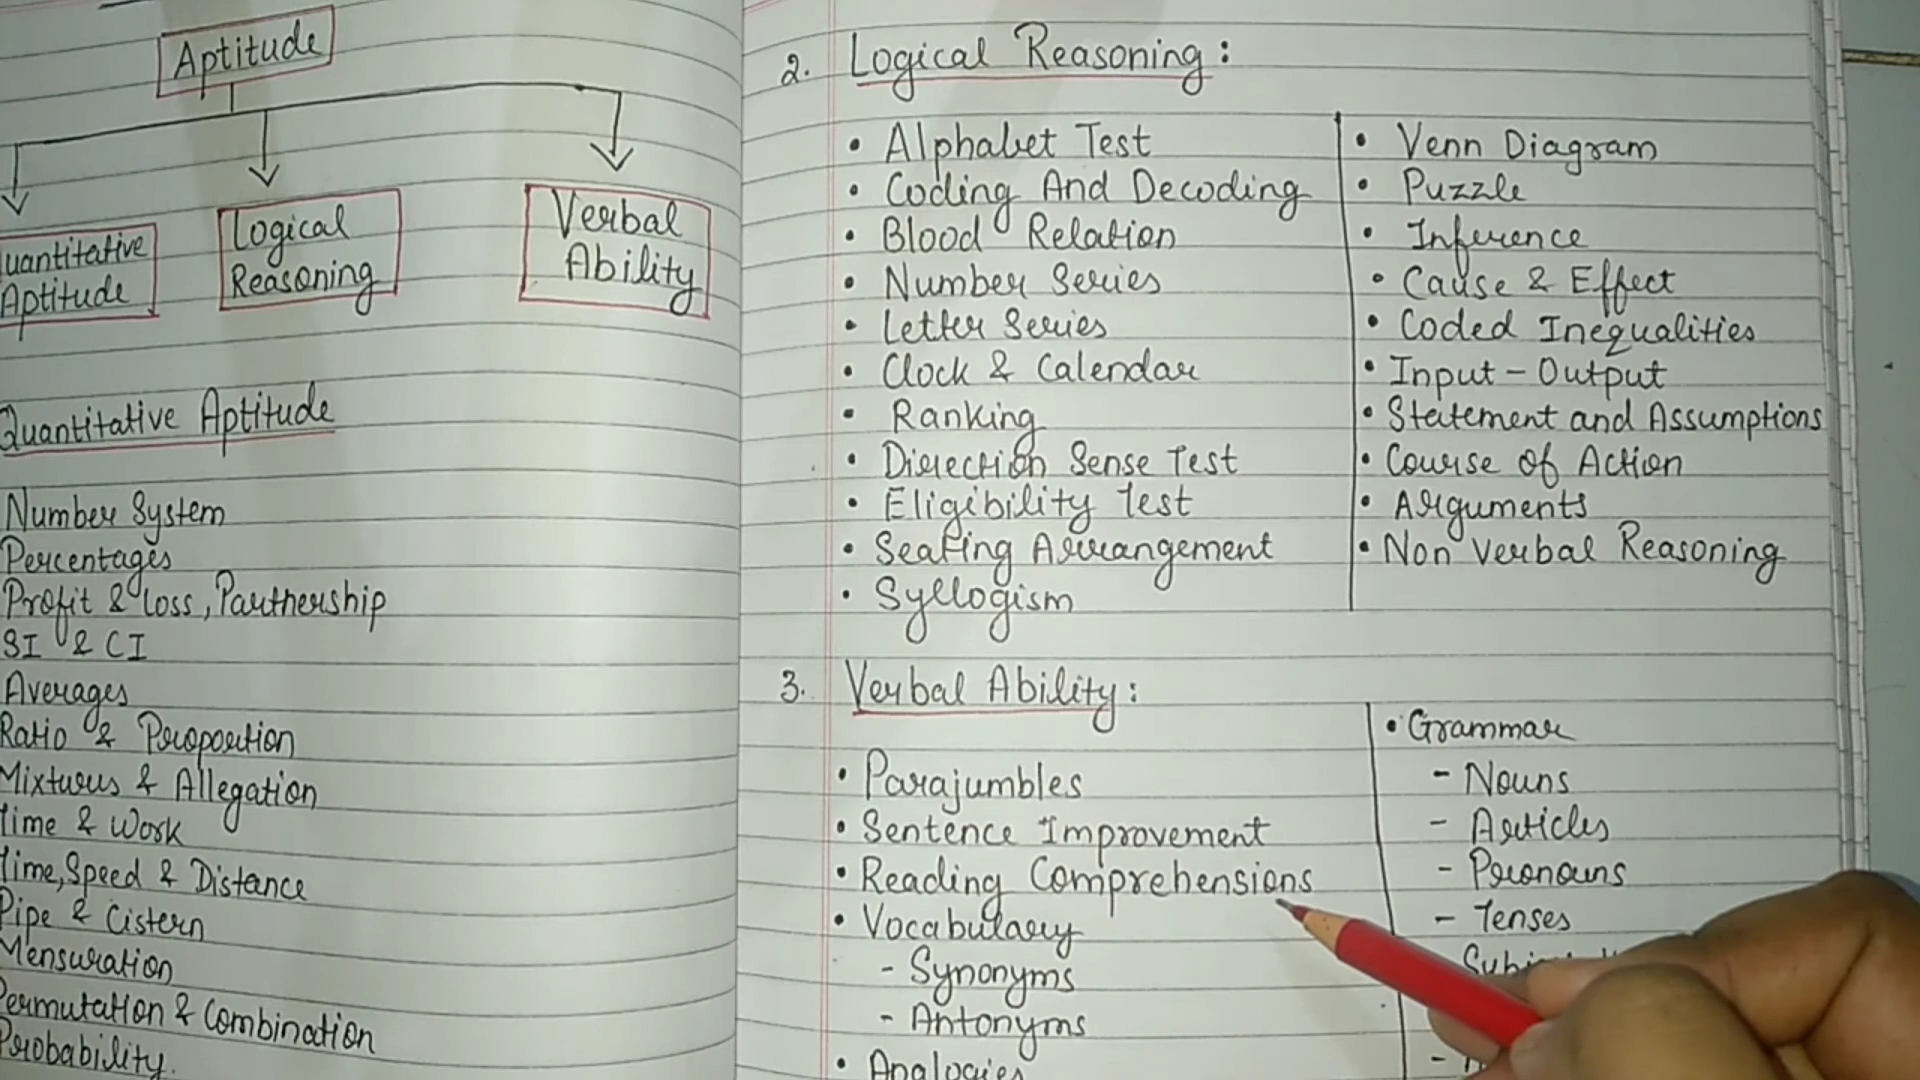 Aptitude
uantitative
Aptitude
Logical
Reasoning
Verbal
Ability
Quantitative Aptitude
Number System
Percentages
Profit & Loss, Partnership
SI & CI
Averages
Ratio & Proportion
Mixtures & Allegation
Time & Work
Time, Speed & Distance
Pipe & Cistern
Mensuration
Permutation & Combination
Probability.
2. Logical Reasoning:
• Alphabet Test
• Coding And Decoding
• Blood Relation
• Number Series
• Letter Series
• Clock & Calendar
• Ranking
• Direction Sense Test
• Eligibility Test
• Seating Arrangement
• Syllogism
• Venn Diagram
• Puzzle
• Inference
• Cause & Effect
• Coded Inequalities
• Input-Output
• Statement and Assumptions
• Course of Action
• Arguments
• Non Verbal Reasoning
3. Verbal Ability:
• Parajumbles
• Sentence Improvement
• Reading Comprehensions
• Vocabulary
- Synonyms
- Antonyms
• Analogies
• Grammar
- Nouns
- Articles
- Pronouns
- Tenses